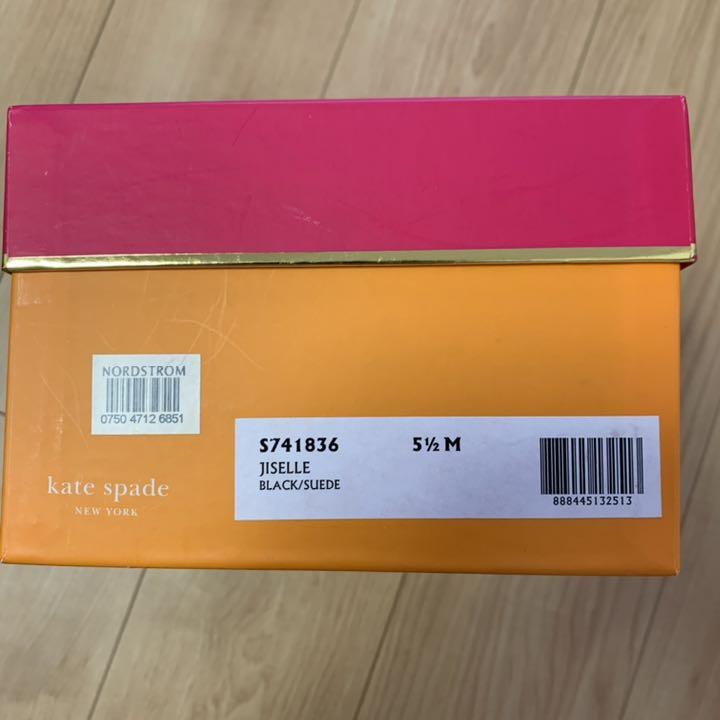 NORDSTROM
0750 4712 6851
kate spade
NEW YORK
S741836 5½ M
JISELLE
BLACK/SUEDE
888445132513